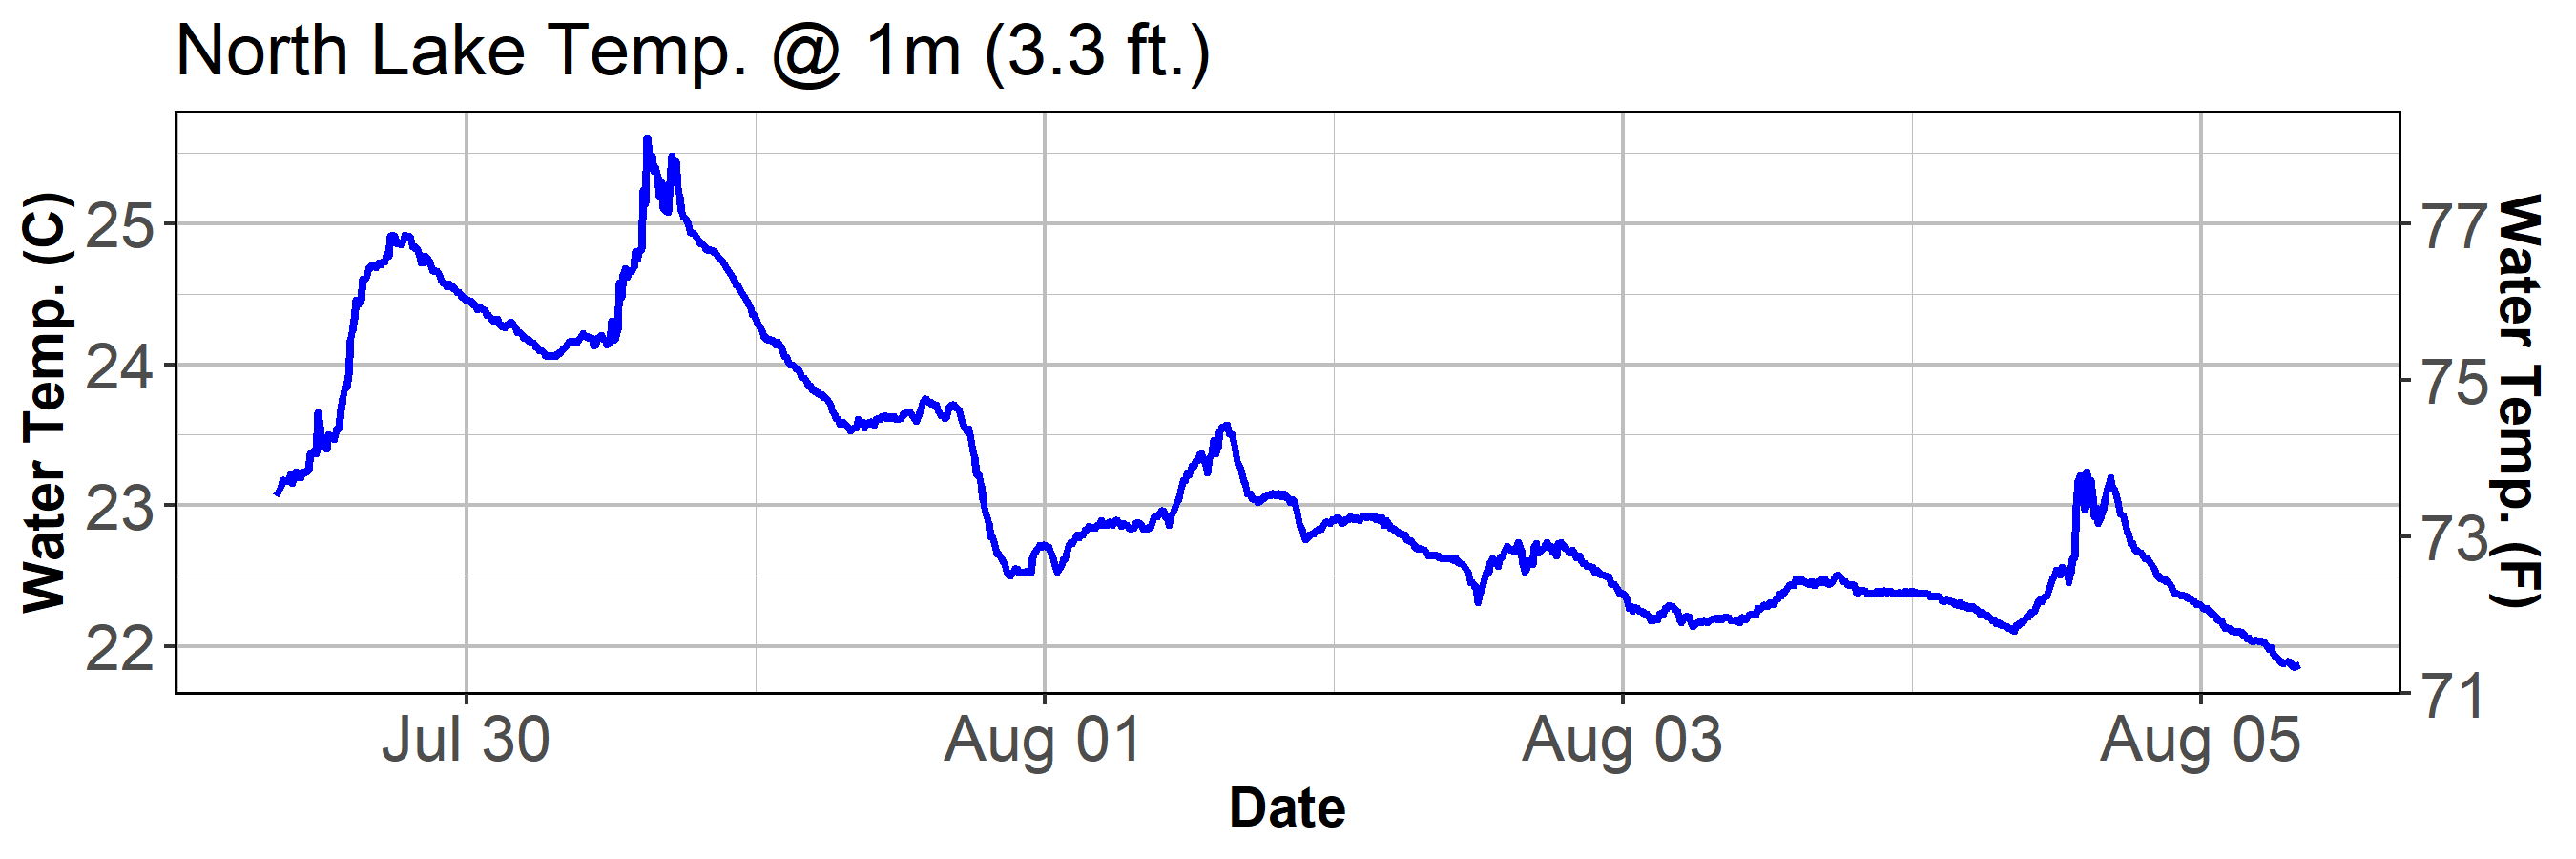 North Lake Temp. @ 1m (3.3 ft.)
Water Temp. (C)
25
24
23
22
77
75
73
71
Water Temp. (F)
Jul 30
Aug 01
Aug 03
Aug 05
Date